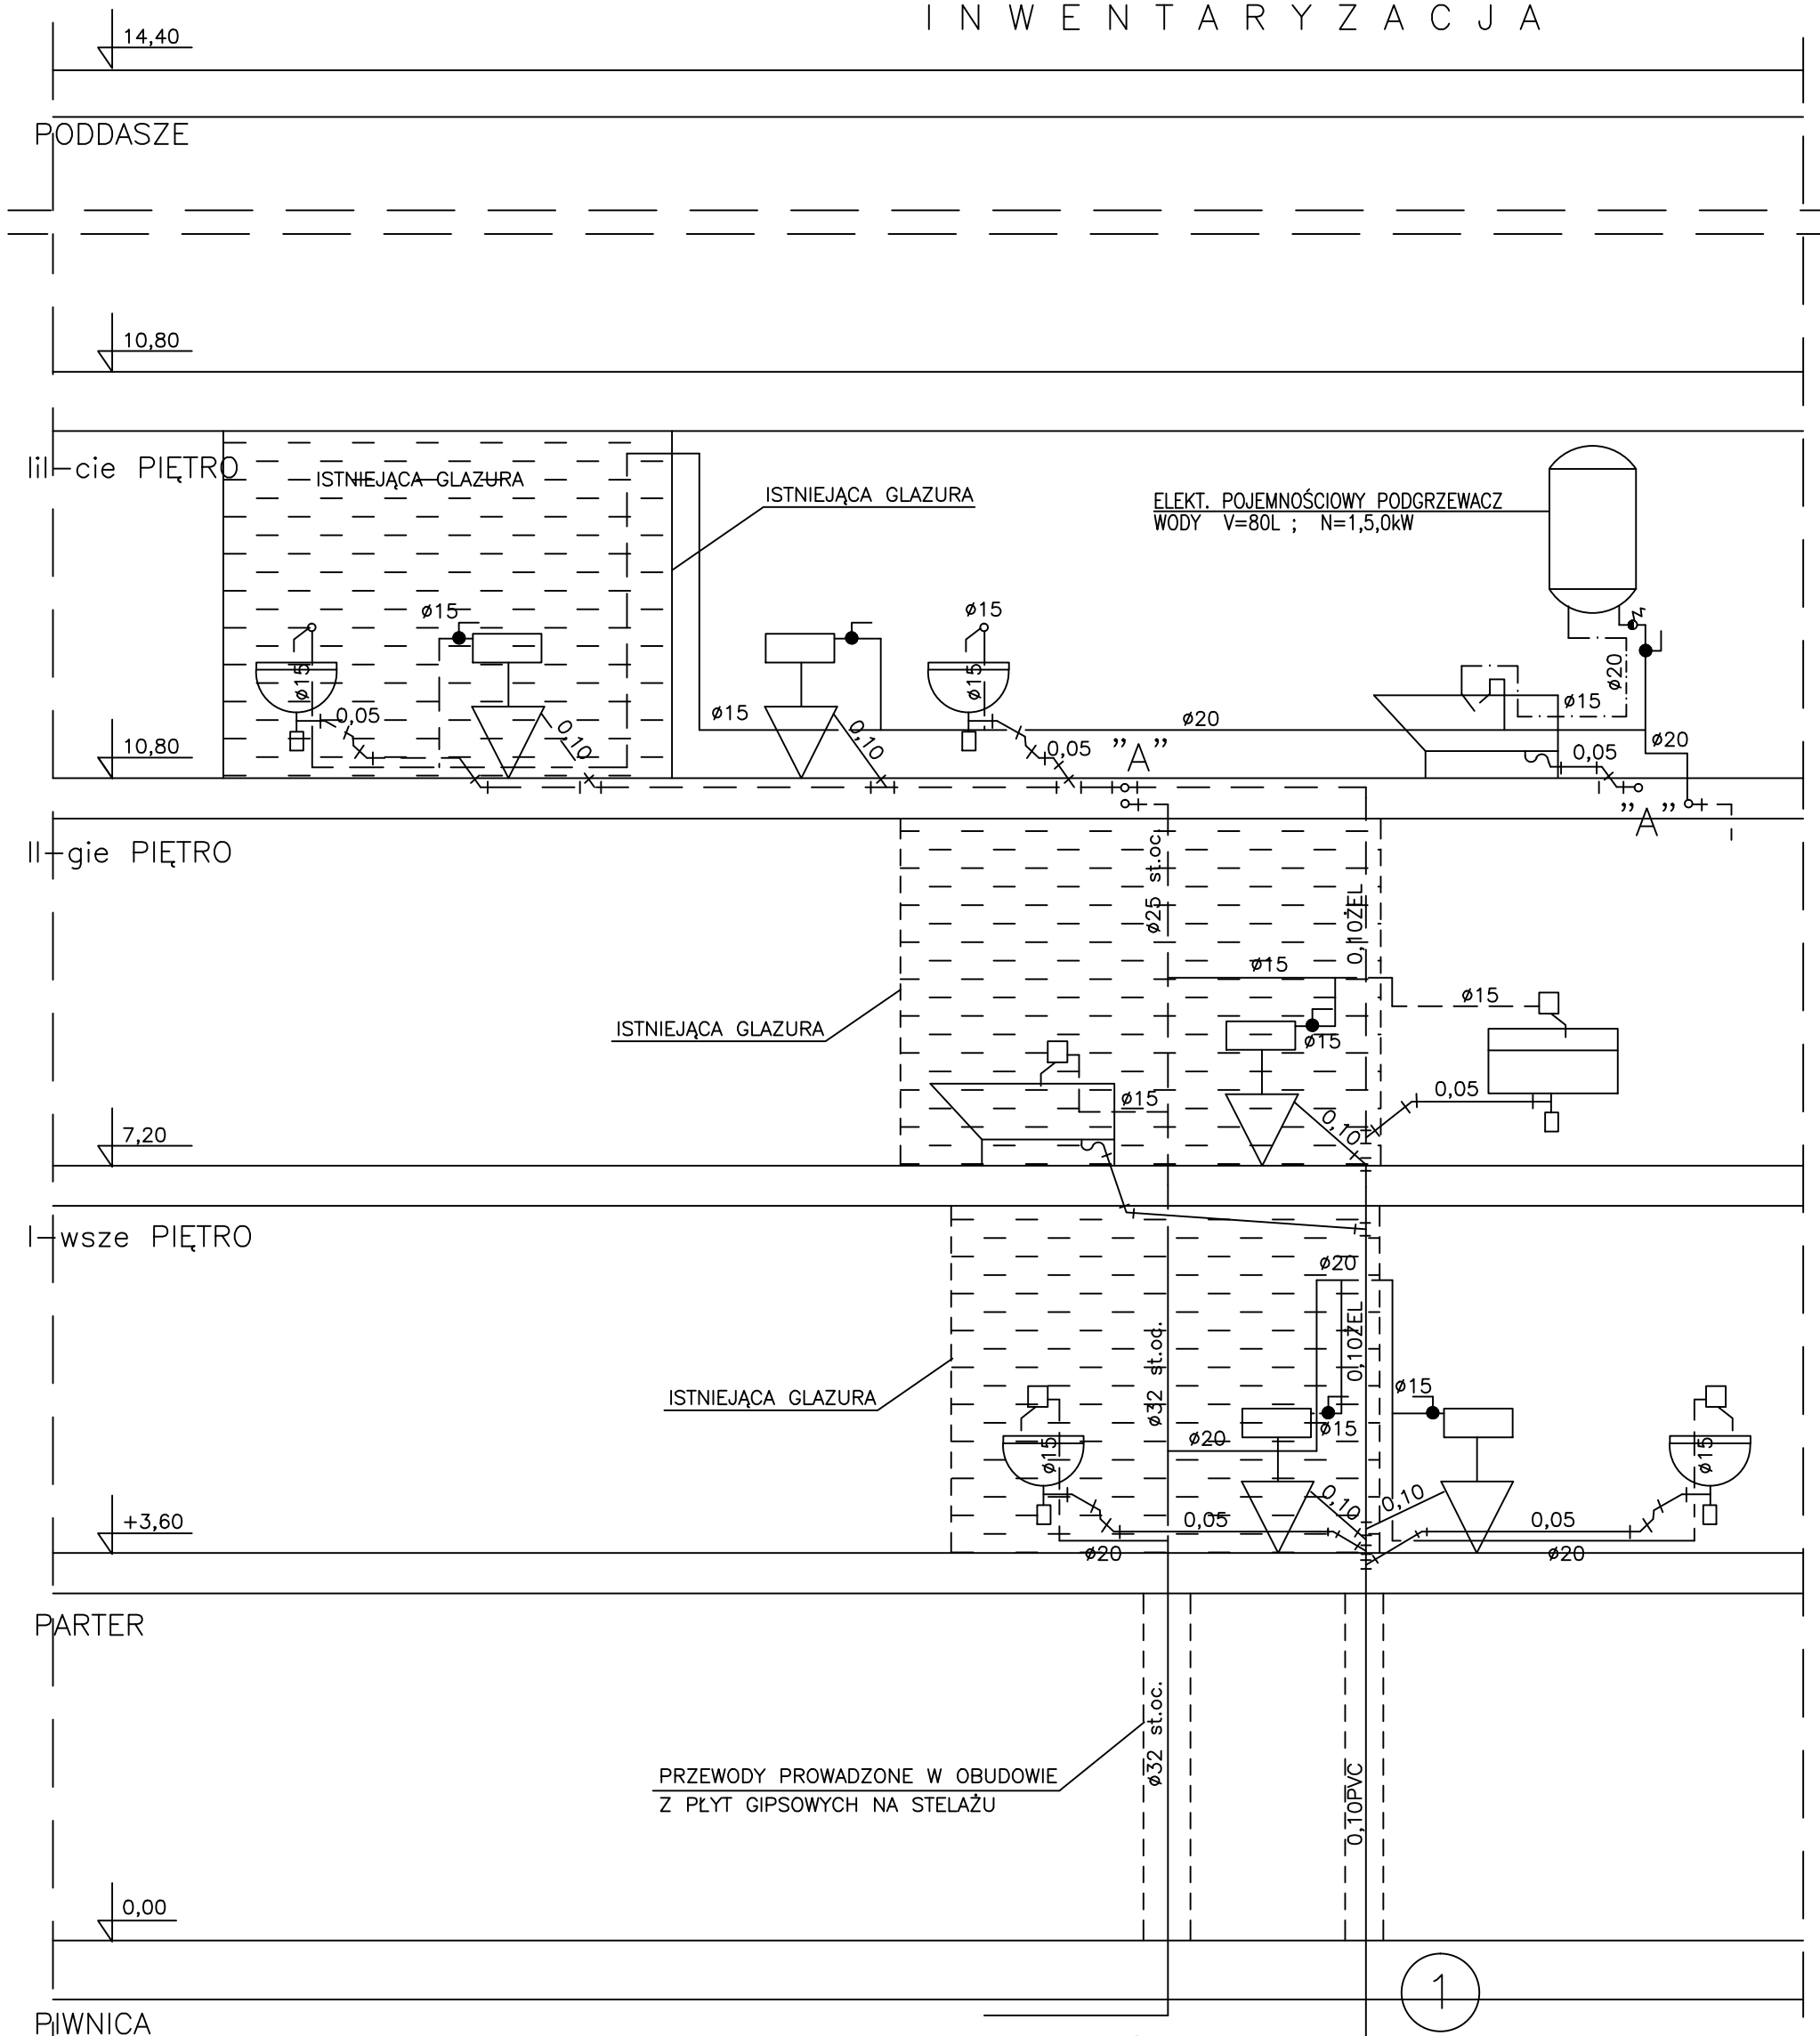 INWENTARYZACJA
14,40
PODDASZE
10,80
IiI-cie PIĘTRO
ISTNIEJĄCA GLAZURA
ISTNIEJĄCA GLAZURA
ELEKT. POJEMNOŚCIOWY PODGRZEWACZ
WODY V=80L ; N=1,5,0kW
ø15
ø15
ø15
ø15
ø20
0,05
0,10
ø15
0,10
0,05
ø20
ø15
0,05
ø20
10,80
"A"
"A"
II-gie PIĘTRO
ø25 st.oc.
0,10ŻEL
ø15
ø15
ISTNIEJĄCA GLAZURA
ø15
ø15
0,05
0,10
7,20
I-wsze PIĘTRO
ø20
ø32 st.oc.
0,10ŻEL
ISTNIEJĄCA GLAZURA
ø15
ø15
ø20
ø15
ø15
0,10
0,10
+3,60
0,05
0,05
ø20
ø20
PARTER
ø32 st.oc.
0,10PVC
PRZEWODY PROWADZONE W OBUDOWIE
Z PŁYT GIPSOWYCH NA STELAŻU
0,00
1
PIWNICA